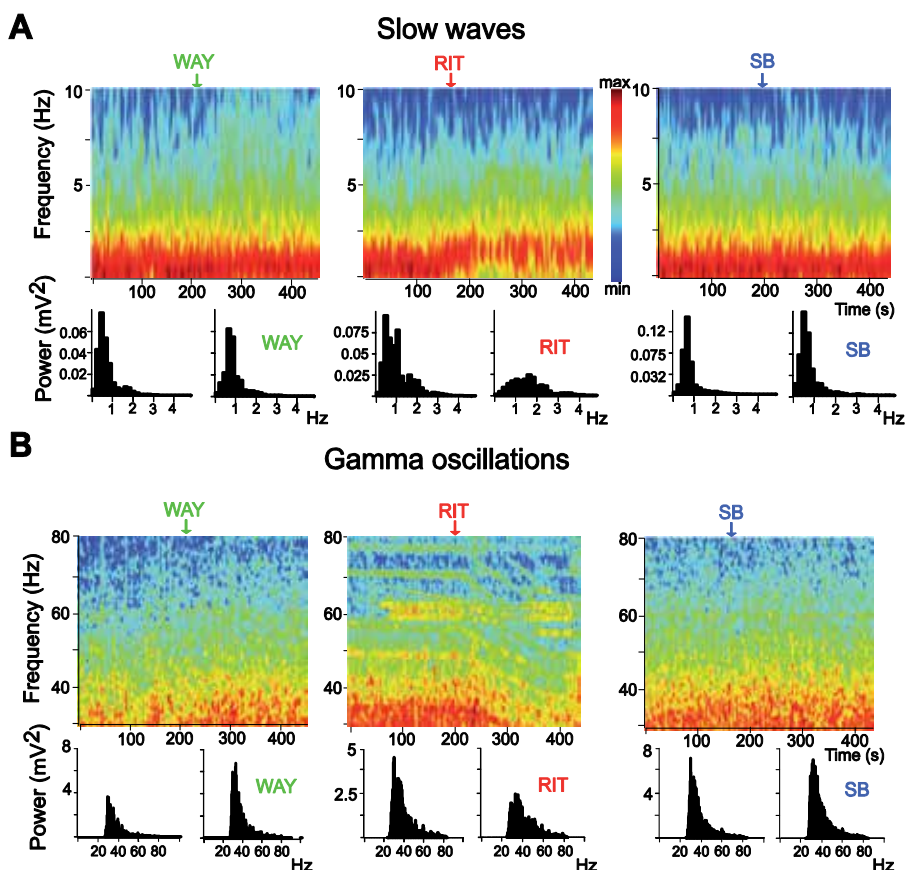 A
Slow waves
WAY RIT SB
Frequency (Hz)
10 5
10 5
max
min
10 5
100 200 300 400
100 200 300 400
100 200 300 400
Time (s)
Power (mV2)
0.06 0.04 0.02
1 2 3 4
1 2 3 4
Hz
WAY
0.075 0.05 0.025
1 2 3 4
1 2 3 4
Hz
RIT
0.12 0.075 0.032
1 2 3 4
1 2 3 4
Hz
SB
B
Gamma oscillations
WAY RIT SB
Frequency (Hz)
80 60 40
80 60 40
80 60 40
0 100 200 300 400
0 100 200 300 400
0 100 200 300 400
Time (s)
Power (mV2)
8 4
20 40 60 80
20 40 60 80
Hz
WAY
5 2.5
20 40 60 80
20 40 60 80
Hz
RIT
8 4
20 40 60 80
20 40 60 80
Hz
SB